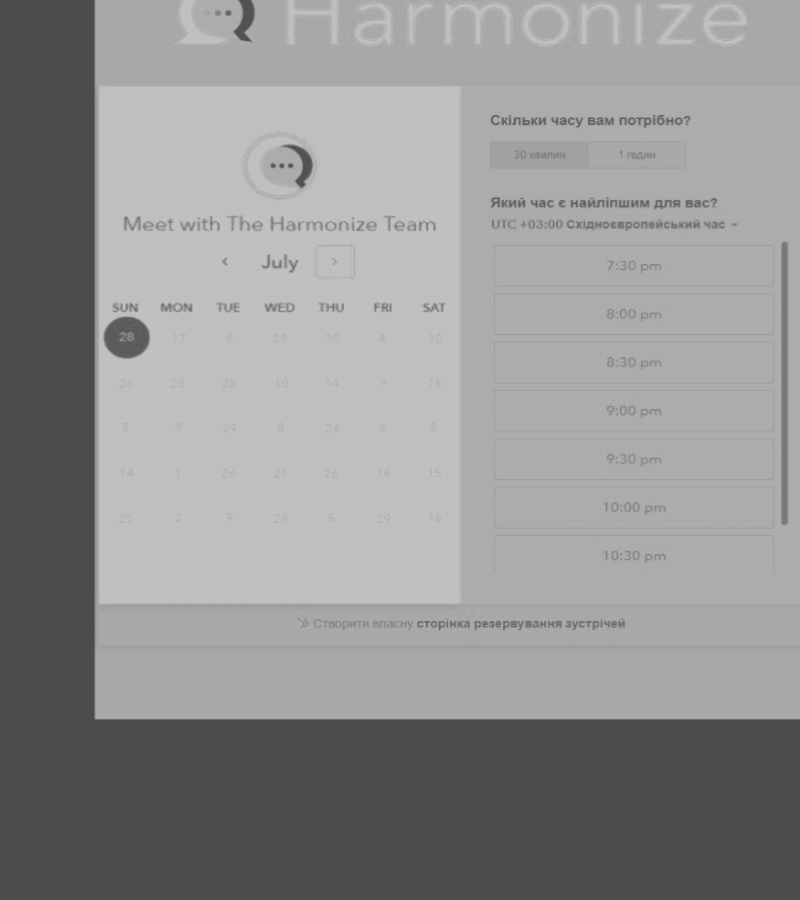 Harmonize
Meet with The Harmonize Team
July
SUN MON TUE WED THU FRI SAT
28 17 8 28 30 4 10
26 23 28 10 14 9 16
5 9 29 8 24 6 5
14 1 26 21 26 16 15
25 2 9 29 5 29 16
Скільки часу вам потрібно?
30 хвилин 1 годин
Який час є найліпшим для вас?
UTC +03:00 Східноєвропейський час
7:30 pm
8:00 pm
8:30 pm
9:00 pm
9:30 pm
10:00 pm
10:30 pm
Створити власну сторінка резервування зустрічей